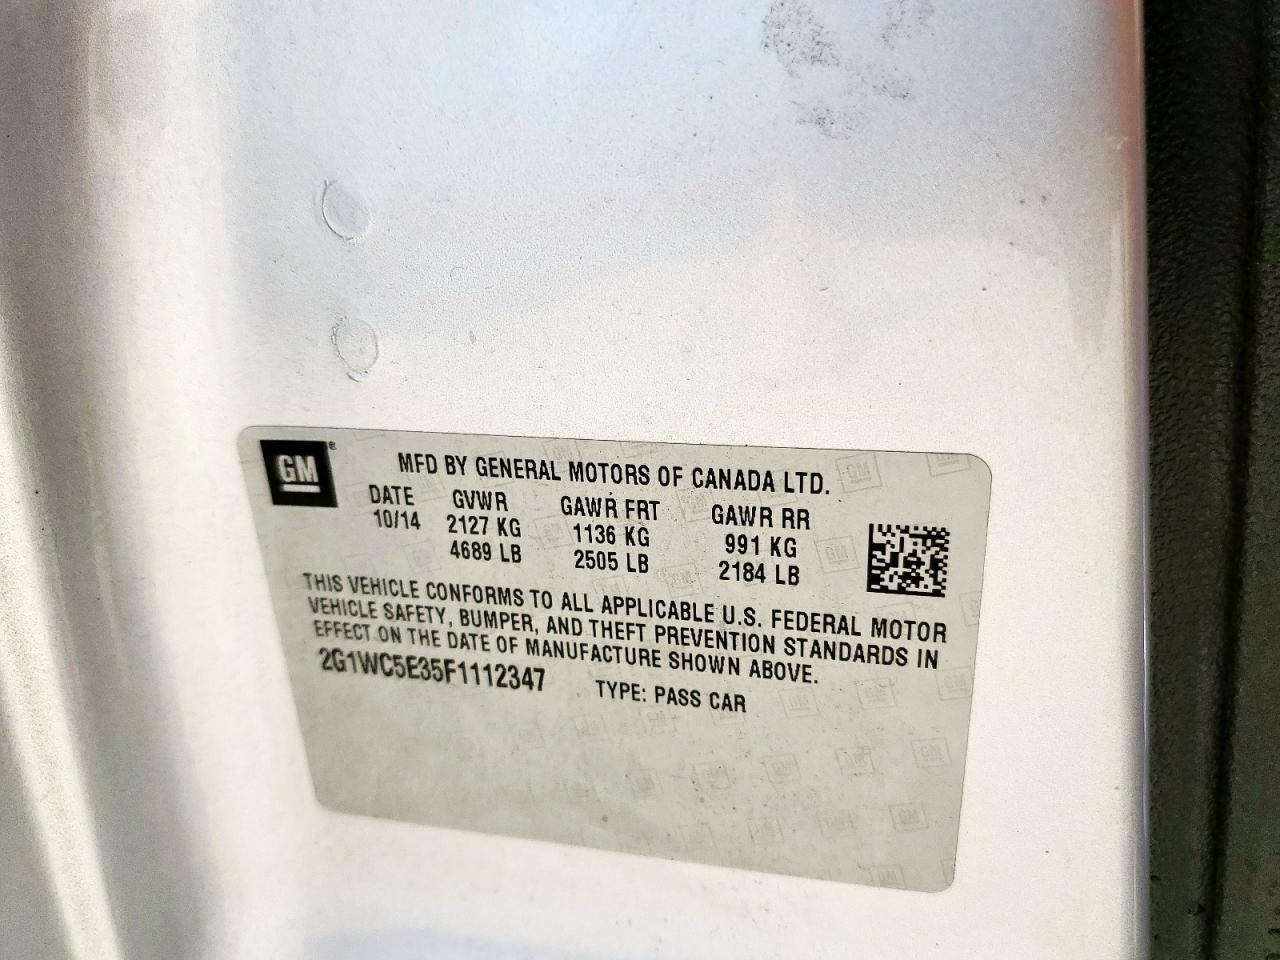 GM
MFD BY GENERAL MOTORS OF CANADA LTD.
DATE GVWR GAWR FRT GAWR RR
10/14 2127 KG 1136 KG 991 KG
4689 LB 2505 LB 2184 LB
THIS VEHICLE CONFORMS TO ALL APPLICABLE U.S. FEDERAL MOTOR
VEHICLE SAFETY, BUMPER, AND THEFT PREVENTION STANDARDS IN
EFFECT ON THE DATE OF MANUFACTURE SHOWN ABOVE.
2G1WC5E35F1112347 TYPE: PASS CAR